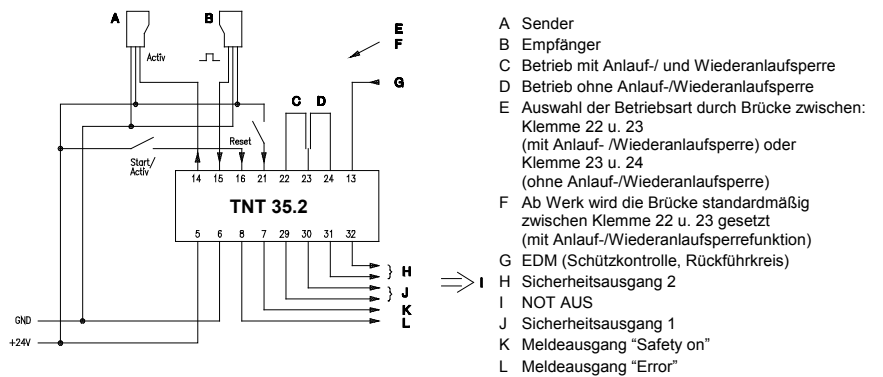 A
B
Activ
E
F
G
C D
Reset
Start/
Activ
14 15 16 21 22 23 24 13
TNT 35.2
5 6 8 7 29 30 31 32
H
J
K
L
I
GND
+24V
A Sender
B Empfänger
C Betrieb mit Anlauf-/ und Wiederanlaufsperre
D Betrieb ohne Anlauf-/Wiederanlaufsperre
E Auswahl der Betriebsart durch Brücke zwischen:
Klemme 22 u. 23
(mit Anlauf- /Wiederanlaufsperre) oder
Klemme 23 u. 24
(ohne Anlauf-/Wiederanlaufsperre)
F Ab Werk wird die Brücke standardmäßig
zwischen Klemme 22 u. 23 gesetzt
(mit Anlauf-/Wiederanlaufsperrefunktion)
G EDM (Schützkontrolle, Rückführkreis)
H Sicherheitsausgang 2
I NOT AUS
J Sicherheitsausgang 1
K Meldeausgang “Safety on”
L Meldeausgang “Error”